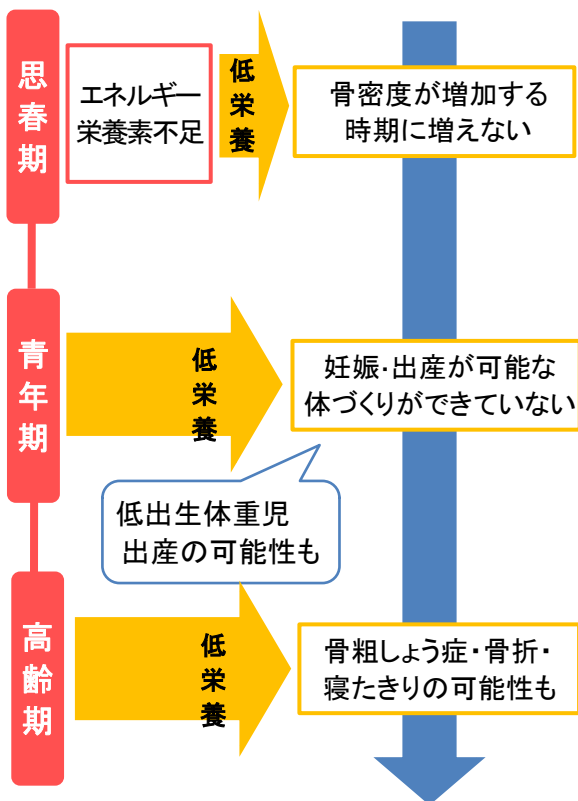 思春期
エネルギー
栄養素不足
低栄養
骨密度が増加する
時期に増えない
青年期
低栄養
妊娠・出産が可能な
体づくりができていない
低出生体重児
出産の可能性も
高齢期
低栄養
骨粗しょう症・骨折・
寝たきりの可能性も